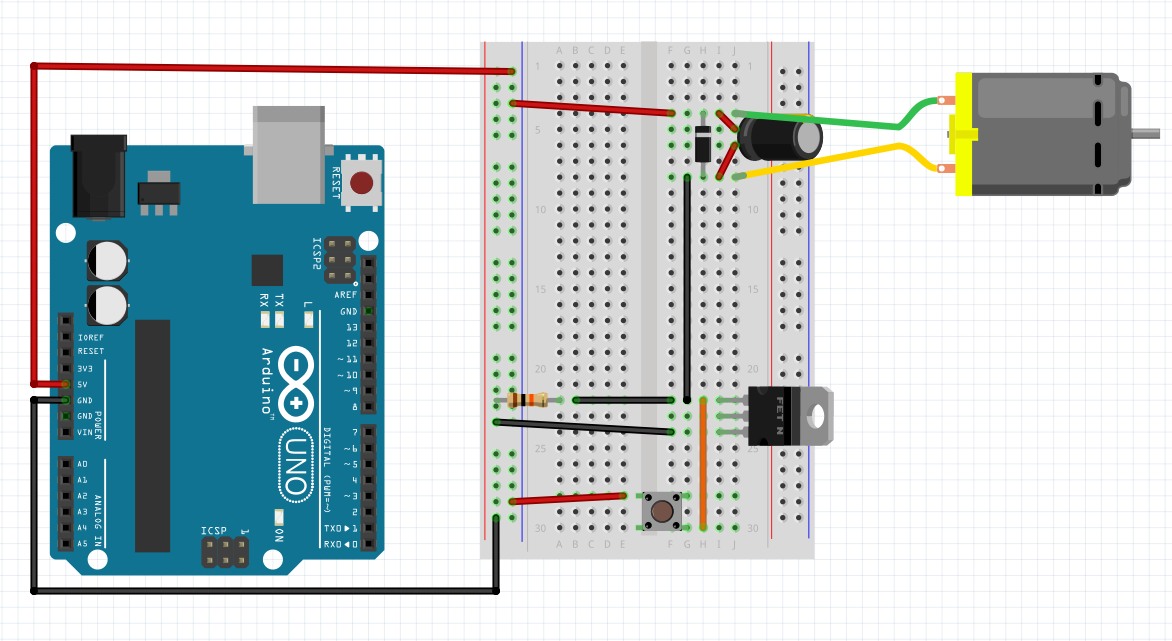 A B C D E F G H I J
1 1
5 5
10 10
15 15
20 20
25 25
30 30
A B C D E F G H I J
RESET
ICSP2
AREF
GND
13
12
~ 11
~ 10
~ 9
8
7
~ 6
~ 5
4
~ 3
2
TXD ▶ 1
RXD ◀ 0
DIGITAL (PWM=~)
RX
TX
L
Arduino™
UNO
ON
ICSP
1
IOREF
RESET
3V3
5V
GND
GND
VIN
POWER
A0
A1
A2
A3
A4
A5
ANALOG IN
FET N